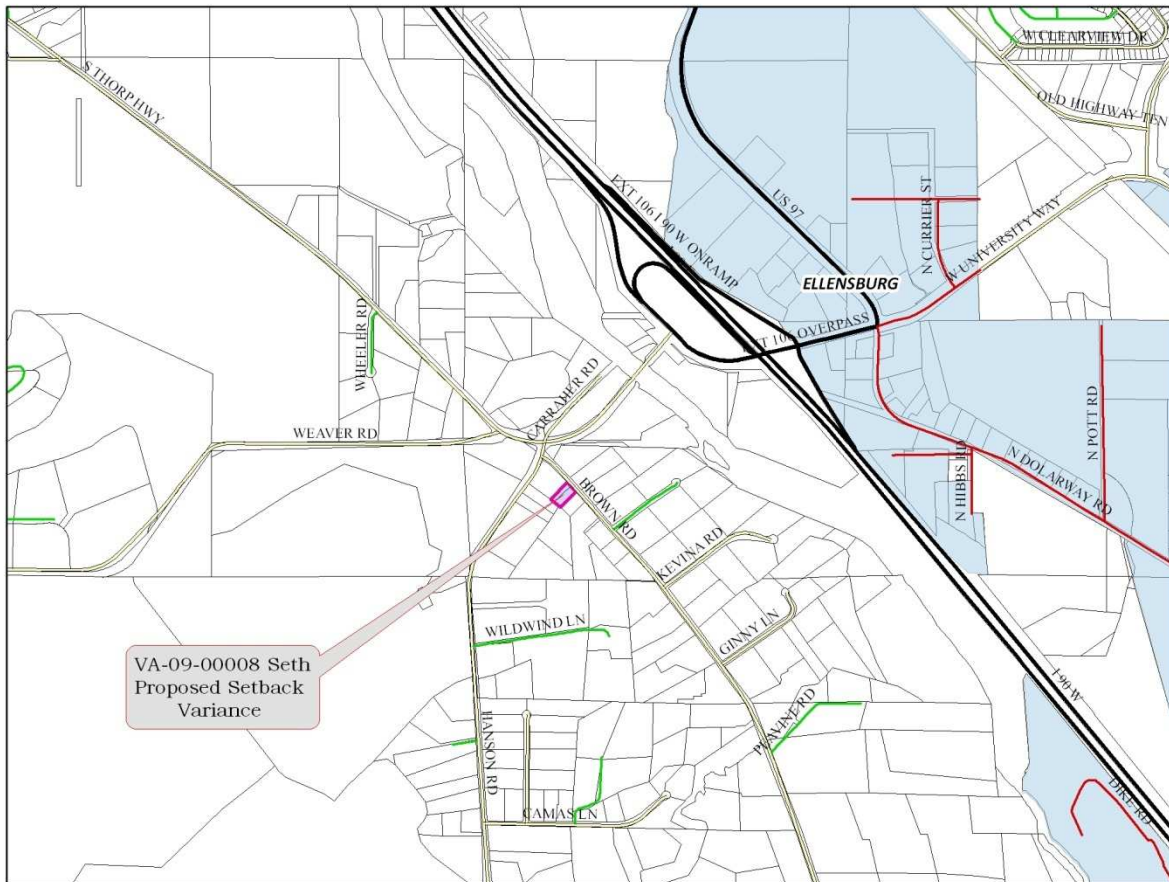 W CLEARVIEW DR
S THORP HWY
OLD HIGHWAY TEN
EXT 106 I 90 W ONRAMP
US 97
N CURRIER ST
W UNIVERSITY WAY
ELLENSBURG
EXT 106 OVERPASS
WHEELER RD
CARRAHER RD
N POTT RD
WEAVER RD
N HIBBS RD
N DOLARWAY RD
BROWN RD
KEVINA RD
WILDWIND LN
GINNY LN
VA-09-00008 Seth
Proposed Setback
Variance
I 90 W
HANSON RD
PEAVINE RD
CAMAS LN
DIKE RD